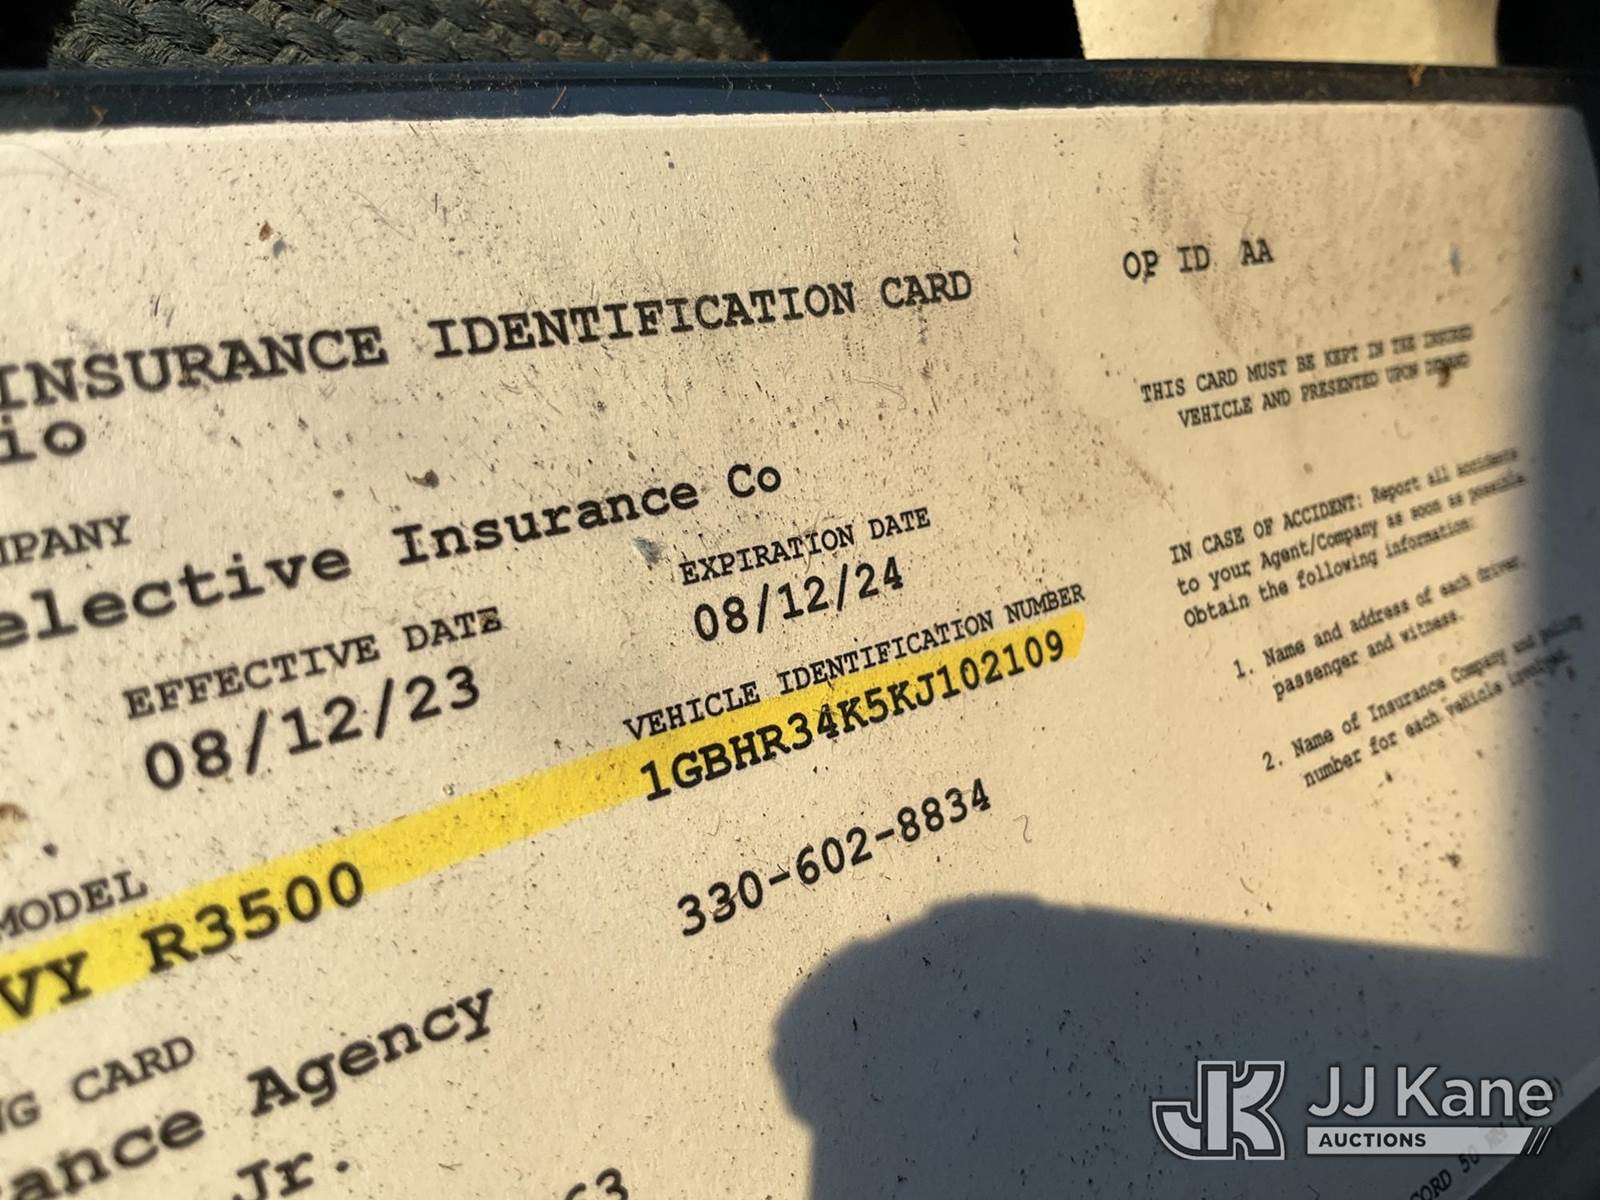 INSURANCE IDENTIFICATION CARD
OP ID AA
io
THIS CARD MUST BE KEPT IN THE INSURED
VEHICLE AND PRESENTED UPON DEMAND
MPANY
elective Insurance Co
EFFECTIVE DATE
EXPIRATION DATE
08/12/23
08/12/24
VEHICLE IDENTIFICATION NUMBER
1GBHR34K5KJ102109
MODEL
VY R3500
330-602-8834
IN CASE OF ACCIDENT: Report all accidents
to your Agent/Company as soon as possible.
Obtain the following information:
1. Name and address of each driver,
passenger and witness.
2. Name of Insurance Company and policy
number for each vehicle involved.
NG CARD
ance Agency
Jr.
63
JJ Kane
AUCTIONS